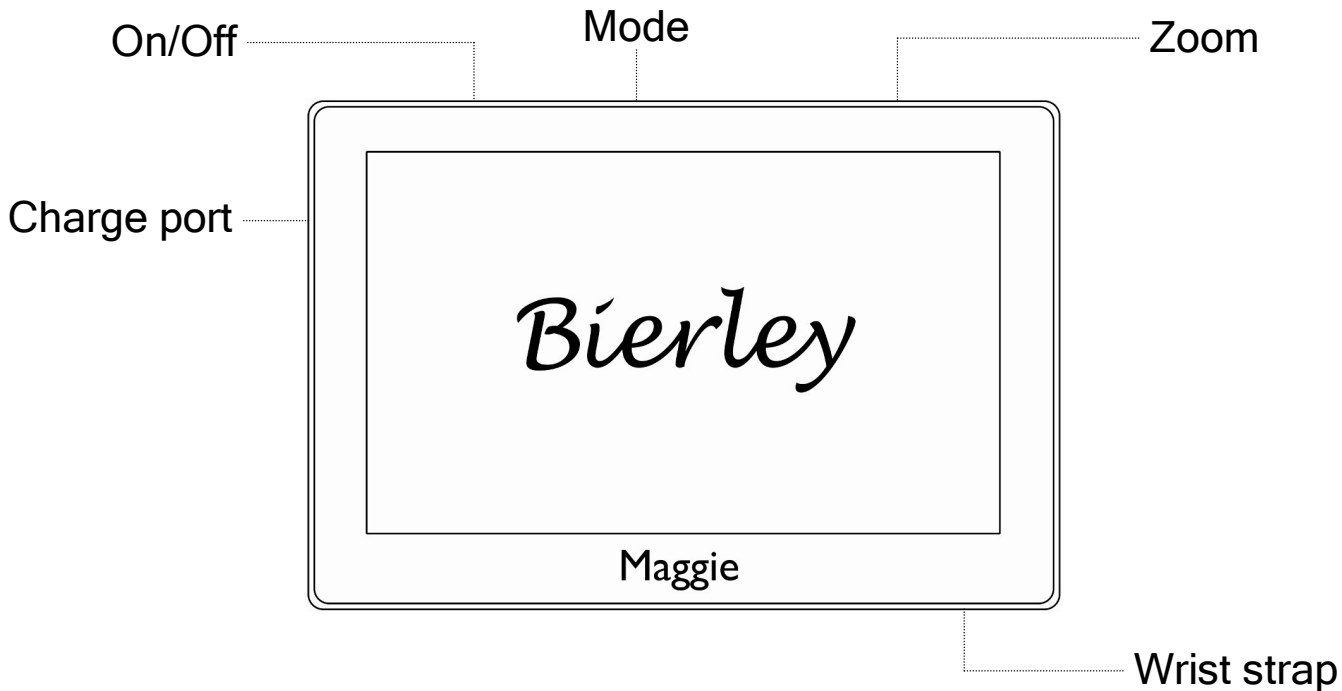 Mode
On/Off
Zoom
Charge port
Bierley
Maggie
Wrist strap